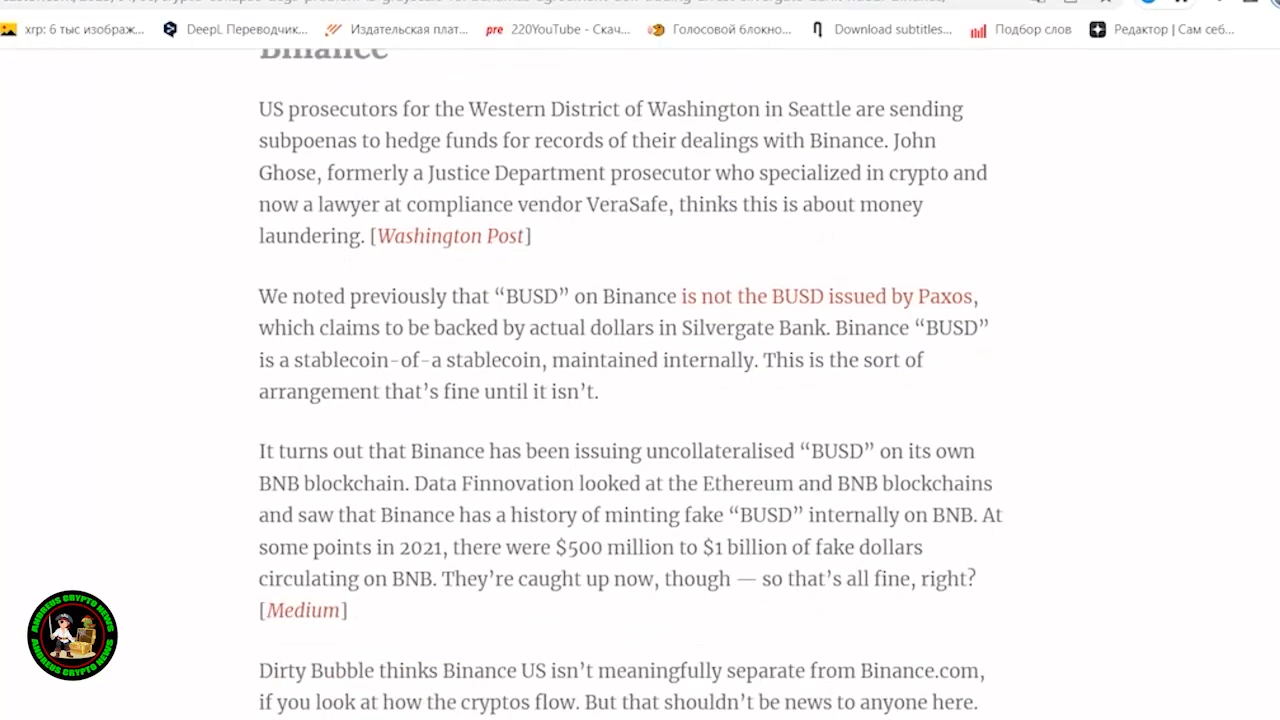 xrp: 6 тыс изображ...
DeepL Переводчик...
Издательская плат...
pre 220YouTube - Скач...
Голосовой блокно...
Download subtitles...
Подбор слов
Редактор | Сам себ...
Binance
US prosecutors for the Western District of Washington in Seattle are sending
subpoenas to hedge funds for records of their dealings with Binance. John
Ghose, formerly a Justice Department prosecutor who specialized in crypto and
now a lawyer at compliance vendor VeraSafe, thinks this is about money
laundering. [Washington Post]
We noted previously that “BUSD” on Binance is not the BUSD issued by Paxos,
which claims to be backed by actual dollars in Silvergate Bank. Binance “BUSD”
is a stablecoin-of-a stablecoin, maintained internally. This is the sort of
arrangement that’s fine until it isn’t.
It turns out that Binance has been issuing uncollateralised “BUSD” on its own
BNB blockchain. Data Finnovation looked at the Ethereum and BNB blockchains
and saw that Binance has a history of minting fake “BUSD” internally on BNB. At
some points in 2021, there were $500 million to $1 billion of fake dollars
circulating on BNB. They’re caught up now, though — so that’s all fine, right?
[Medium]
Dirty Bubble thinks Binance US isn’t meaningfully separate from Binance.com,
if you look at how the cryptos flow. But that shouldn’t be news to anyone here.
ANDREUS CRYPTO NEWS
ANDREUS CRYPTO NEWS